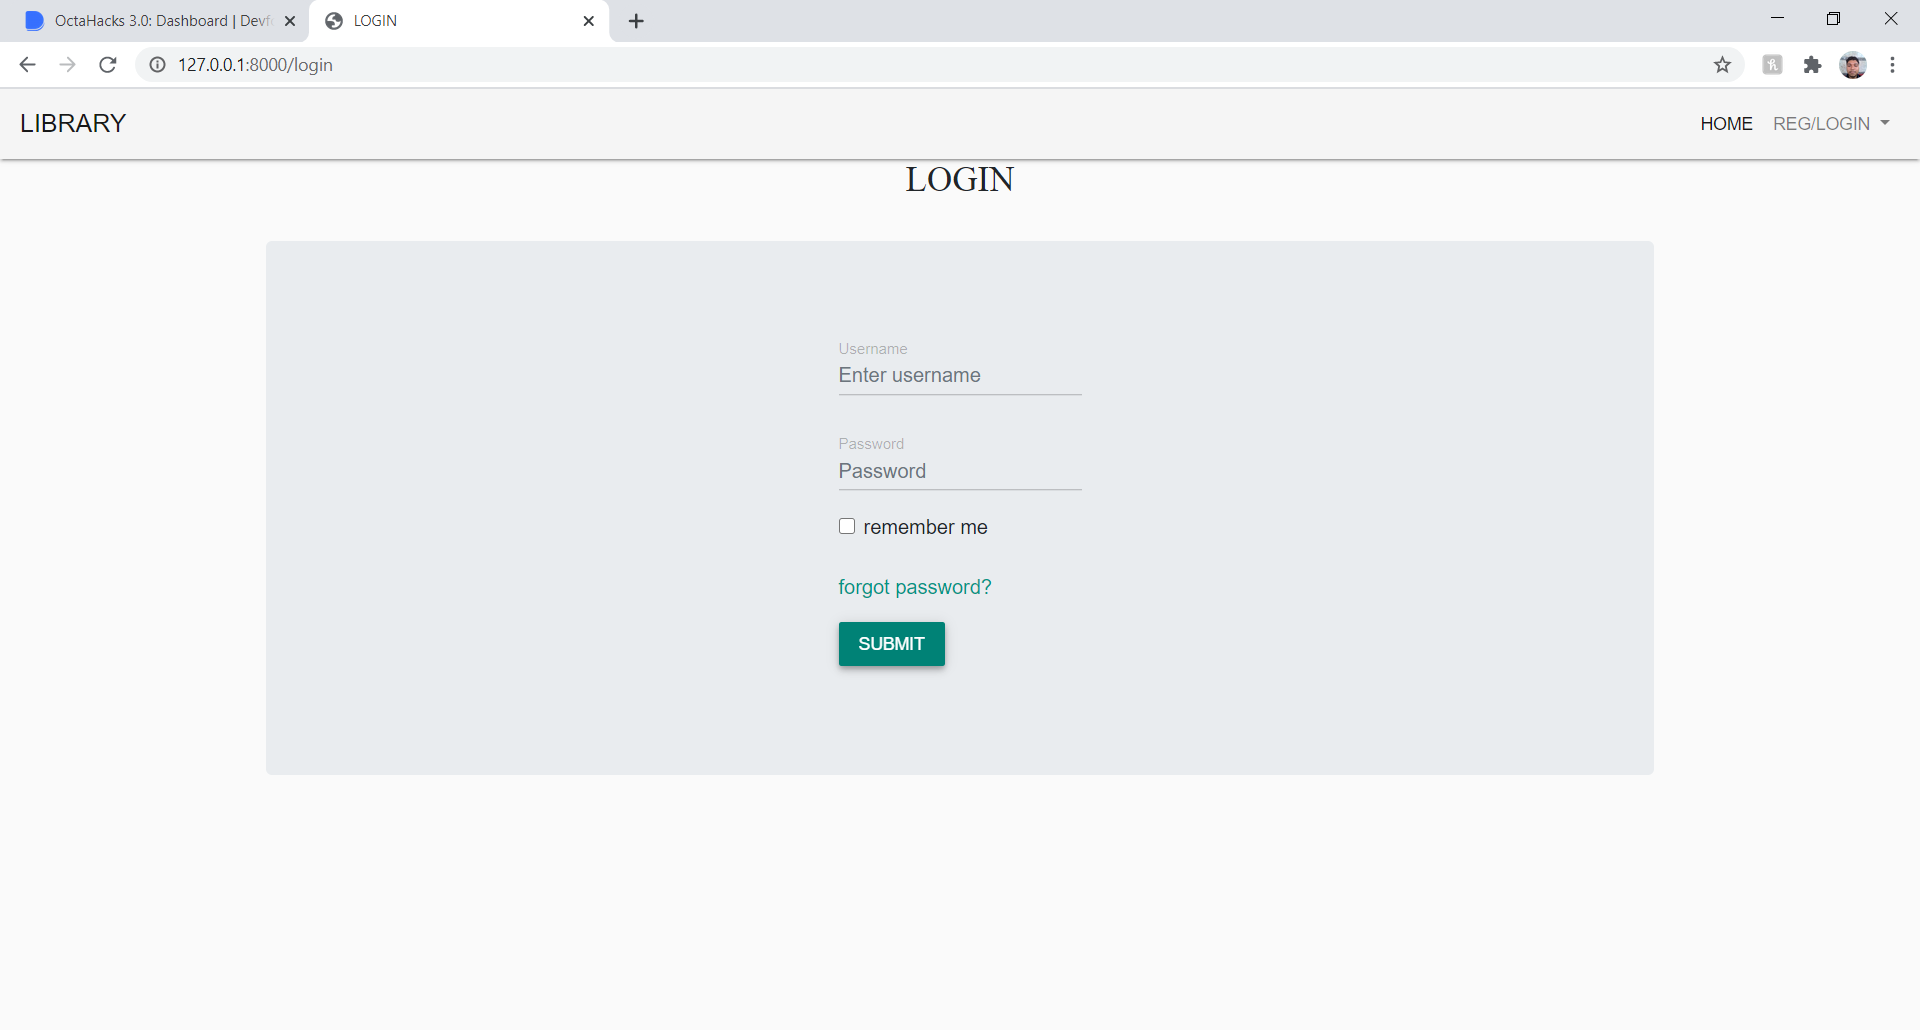 OctaHacks 3.0: Dashboard | Devf
LOGIN
127.0.0.1:8000/login
LIBRARY
HOME
REG/LOGIN
LOGIN
Username
Enter username
Password
Password
remember me
forgot password?
SUBMIT